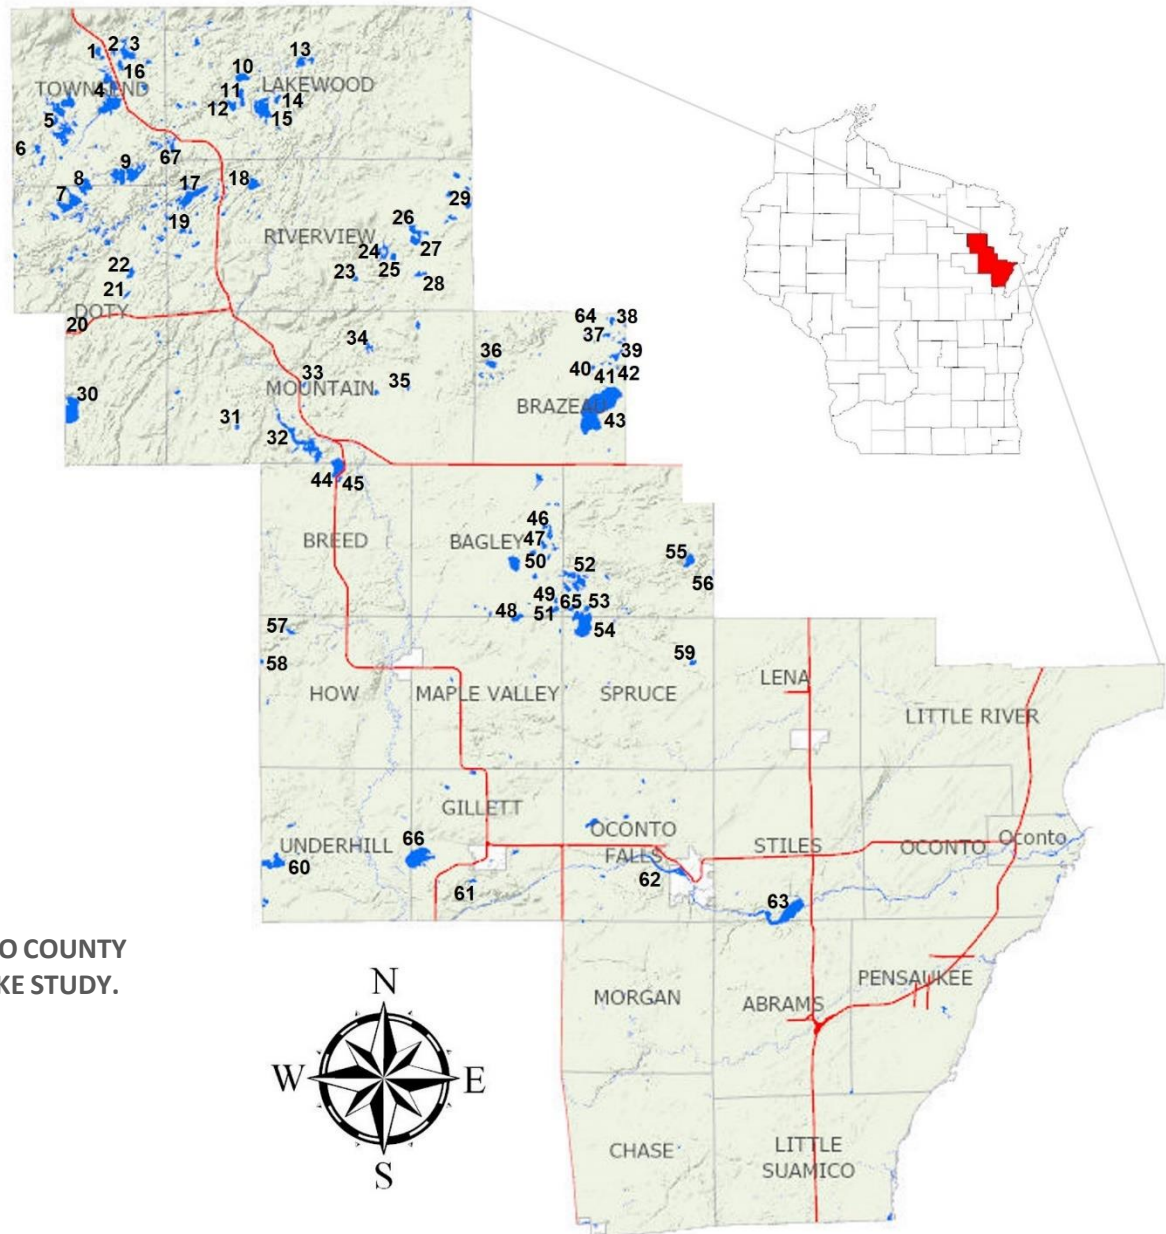 1
2
3
13
16
10
TOWNSEND
LAKEWOOD
4
11
14
12
15
5
6
67
9
8
18
17
7
29
19
26
RIVERVIEW
24
27
22
23
25
28
21
DOTY
20
64
38
37
34
39
36
33
40
41
42
35
MOUNTAIN
30
BRAZEAU
31
43
32
44
45
46
BREED
BAGLEY
47
55
50
52
56
49
65
53
48
51
57
54
58
59
LENA
HOW
MAPLE VALLEY
SPRUCE
LITTLE RIVER
GILLETT
OCONTO
FALLS
UNDERHILL
66
STILES
OCONTO
Oconto
60
62
61
63
O COUNTY
KE STUDY.
PENSAUKEE
MORGAN
ABRAMS
N
W
E
S
CHASE
LITTLE
SUAMICO